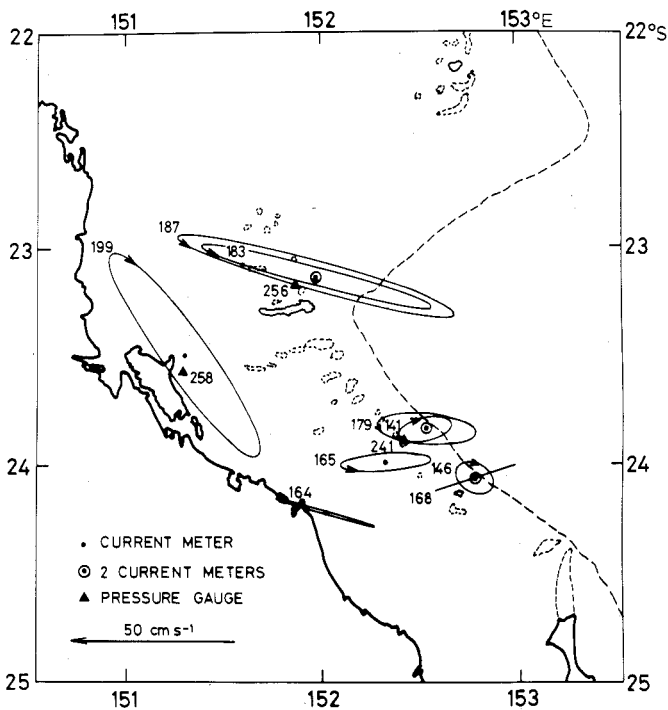 151 152 153°E
22 22°S
187
199 183
23 23
256
258
179 141
241
165 146
24 24
168
164
• CURRENT METER
⊙ 2 CURRENT METERS
▲ PRESSURE GAUGE
50 cm s⁻¹
25 25
151 152 153